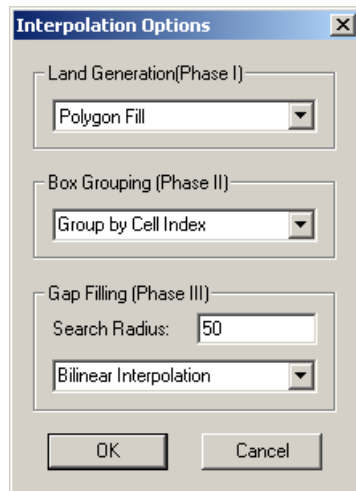 Interpolation Options
Land Generation(Phase I)
Polygon Fill
Box Grouping (Phase II)
Group by Cell Index
Gap Filling (Phase III)
Search Radius: 50
Bilinear Interpolation
OK Cancel